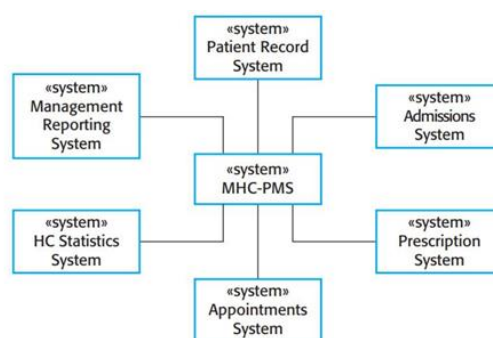 «system»
Patient Record
System
«system»
Management
Reporting
System
«system»
Admissions
System
«system»
MHC-PMS
«system»
HC Statistics
System
«system»
Prescription
System
«system»
Appointments
System